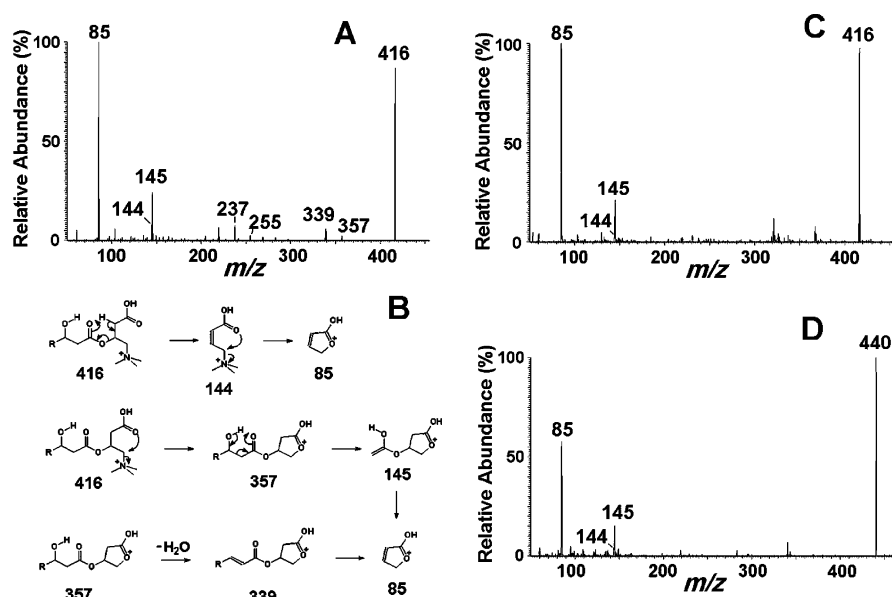 A
Relative Abundance (%)
100
50
0
85
416
145
144
237
255
339
357
100
200
300
400
m/z
C
Relative Abundance (%)
100
50
0
85
416
145
144
100
200
300
400
m/z
B
O
H
H
OH
O
O
R
O
N
+
416
OH
O
N
+
144
OH
O
+
85
O
H
OH
O
O
R
O
N
+
416
O
H
O
OH
R
O
O
+
357
H
O
OH
O
O
+
145
O
H
O
OH
R
O
O
+
357
-H₂O
O
OH
R
O
O
+
339
OH
O
+
85
D
Relative Abundance (%)
100
50
0
440
85
145
144
100
200
300
400
m/z